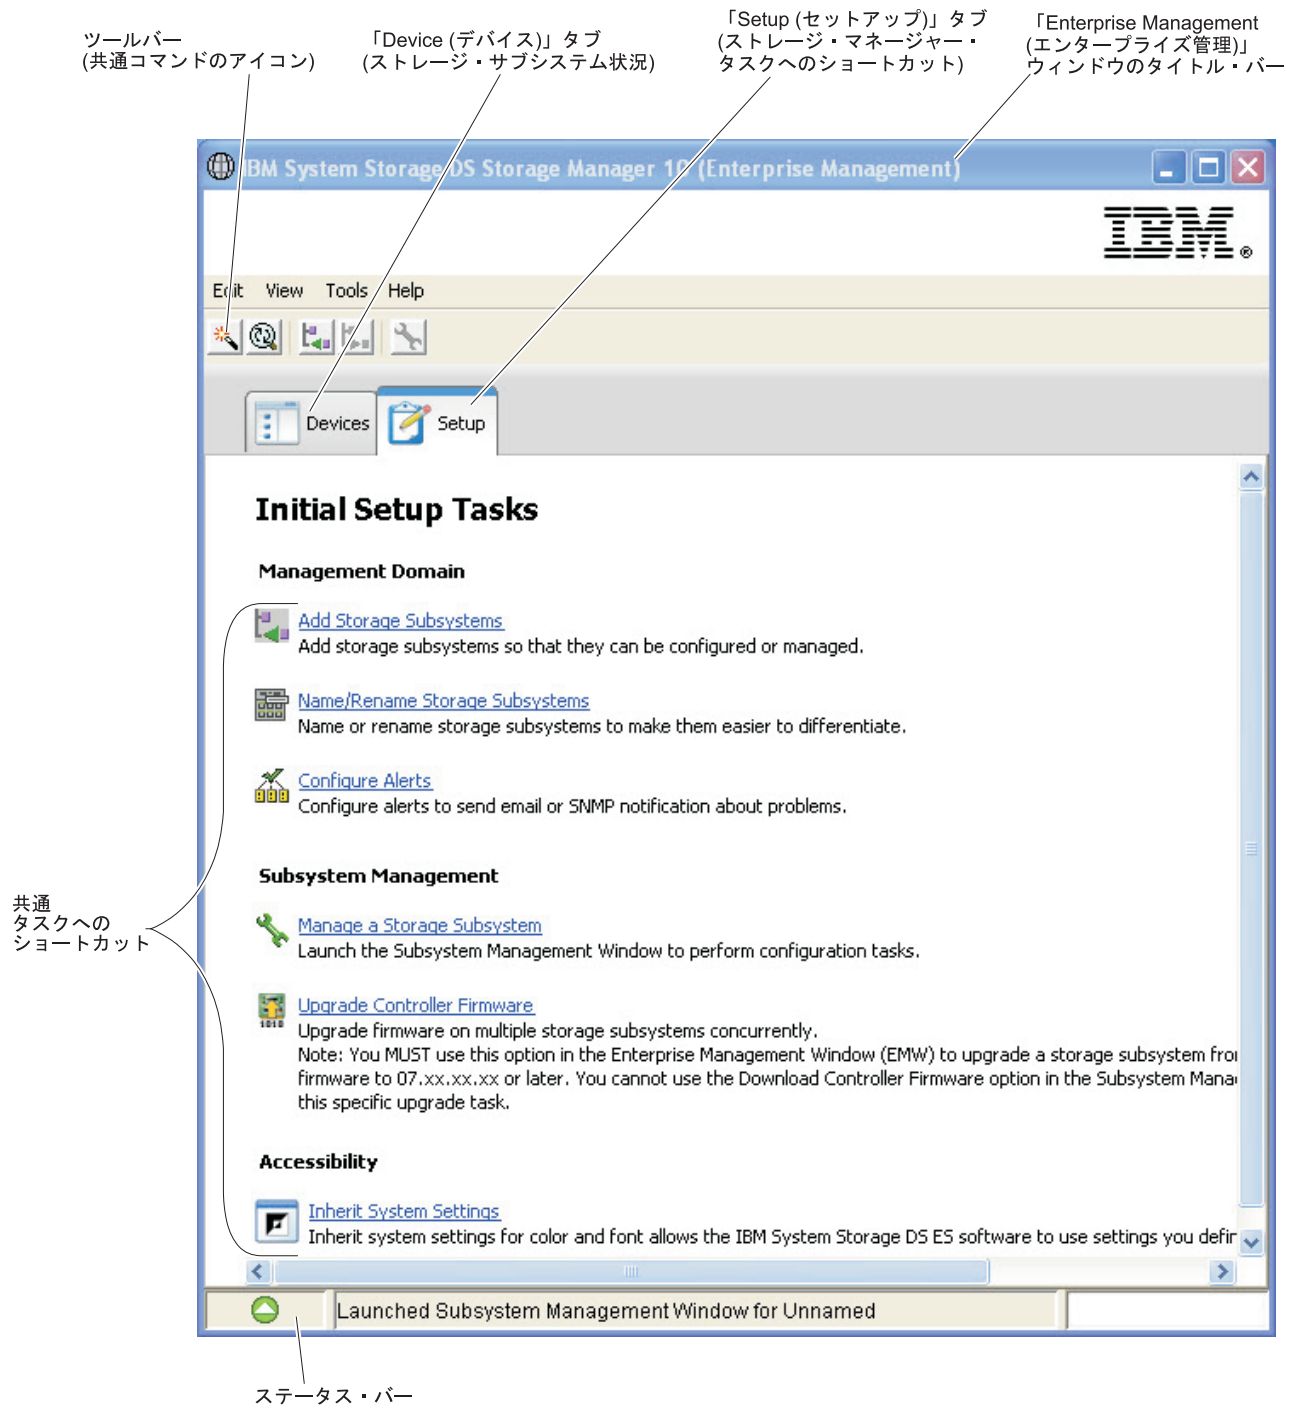 ツールバー
(共通コマンドのアイコン)
「Device (デバイス)」タブ
(ストレージ・サブシステム状況)
「Setup (セットアップ)」タブ
(ストレージ・マネージャー・
タスクへのショートカット)
「Enterprise Management
(エンタープライズ管理)」
ウィンドウのタイトル・バー
IBM System Storage DS Storage Manager 10 (Enterprise Management)
IBM®
Edit View Tools Help
Devices Setup
Initial Setup Tasks
Management Domain
Add Storage Subsystems
Add storage subsystems so that they can be configured or managed.
Name/Rename Storage Subsystems
Name or rename storage subsystems to make them easier to differentiate.
Configure Alerts
Configure alerts to send email or SNMP notification about problems.
Subsystem Management
共通
タスクへの
ショートカット
Manage a Storage Subsystem
Launch the Subsystem Management Window to perform configuration tasks.
Upgrade Controller Firmware
1010
Upgrade firmware on multiple storage subsystems concurrently.
Note: You MUST use this option in the Enterprise Management Window (EMW) to upgrade a storage subsystem fro
firmware to 07.xx.xx.xx or later. You cannot use the Download Controller Firmware option in the Subsystem Mana
this specific upgrade task.
Accessibility
Inherit System Settings
Inherit system settings for color and font allows the IBM System Storage DS ES software to use settings you defin
Launched Subsystem Management Window for Unnamed
ステータス・バー